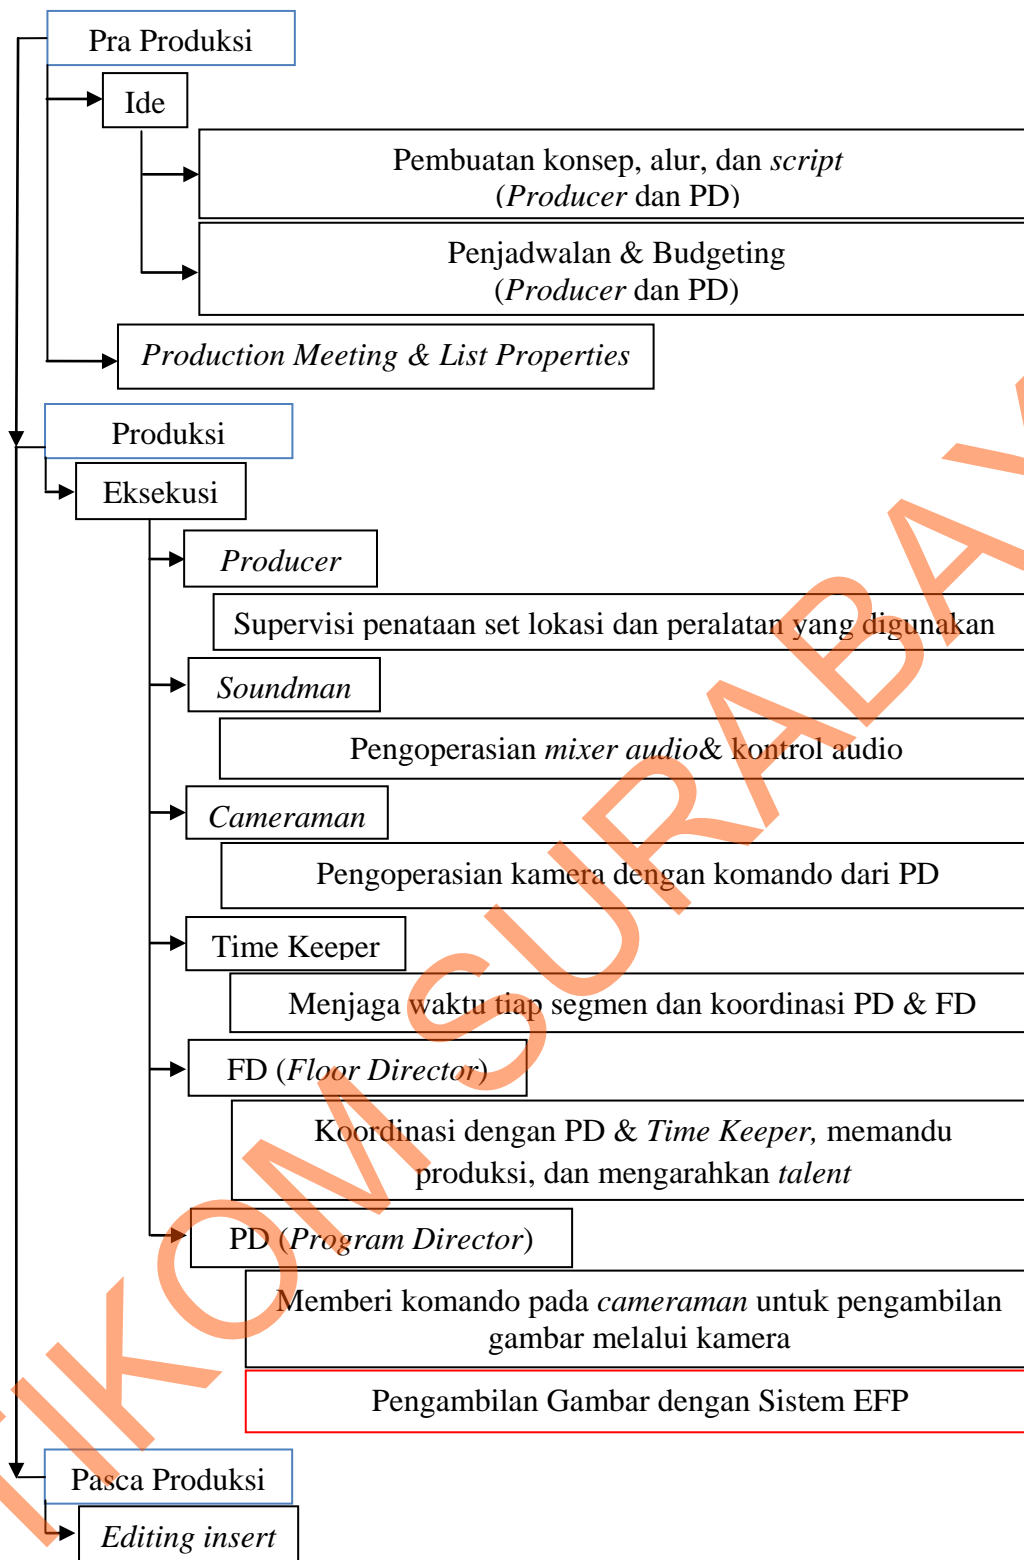 Pra Produksi
Ide
Pembuatan konsep, alur, dan script
(Producer dan PD)
Penjadwalan & Budgeting
(Producer dan PD)
Production Meeting & List Properties
Produksi
Eksekusi
Producer
Supervisi penataan set lokasi dan peralatan yang digunakan
Soundman
Pengoperasian mixer audio& kontrol audio
Cameraman
Pengoperasian kamera dengan komando dari PD
Time Keeper
Menjaga waktu tiap segmen dan koordinasi PD & FD
FD (Floor Director)
Koordinasi dengan PD & Time Keeper, memandu
produksi, dan mengarahkan talent
PD (Program Director)
Memberi komando pada cameraman untuk pengambilan
gambar melalui kamera
Pengambilan Gambar dengan Sistem EFP
Pasca Produksi
Editing insert
TIKOM SURABAYA